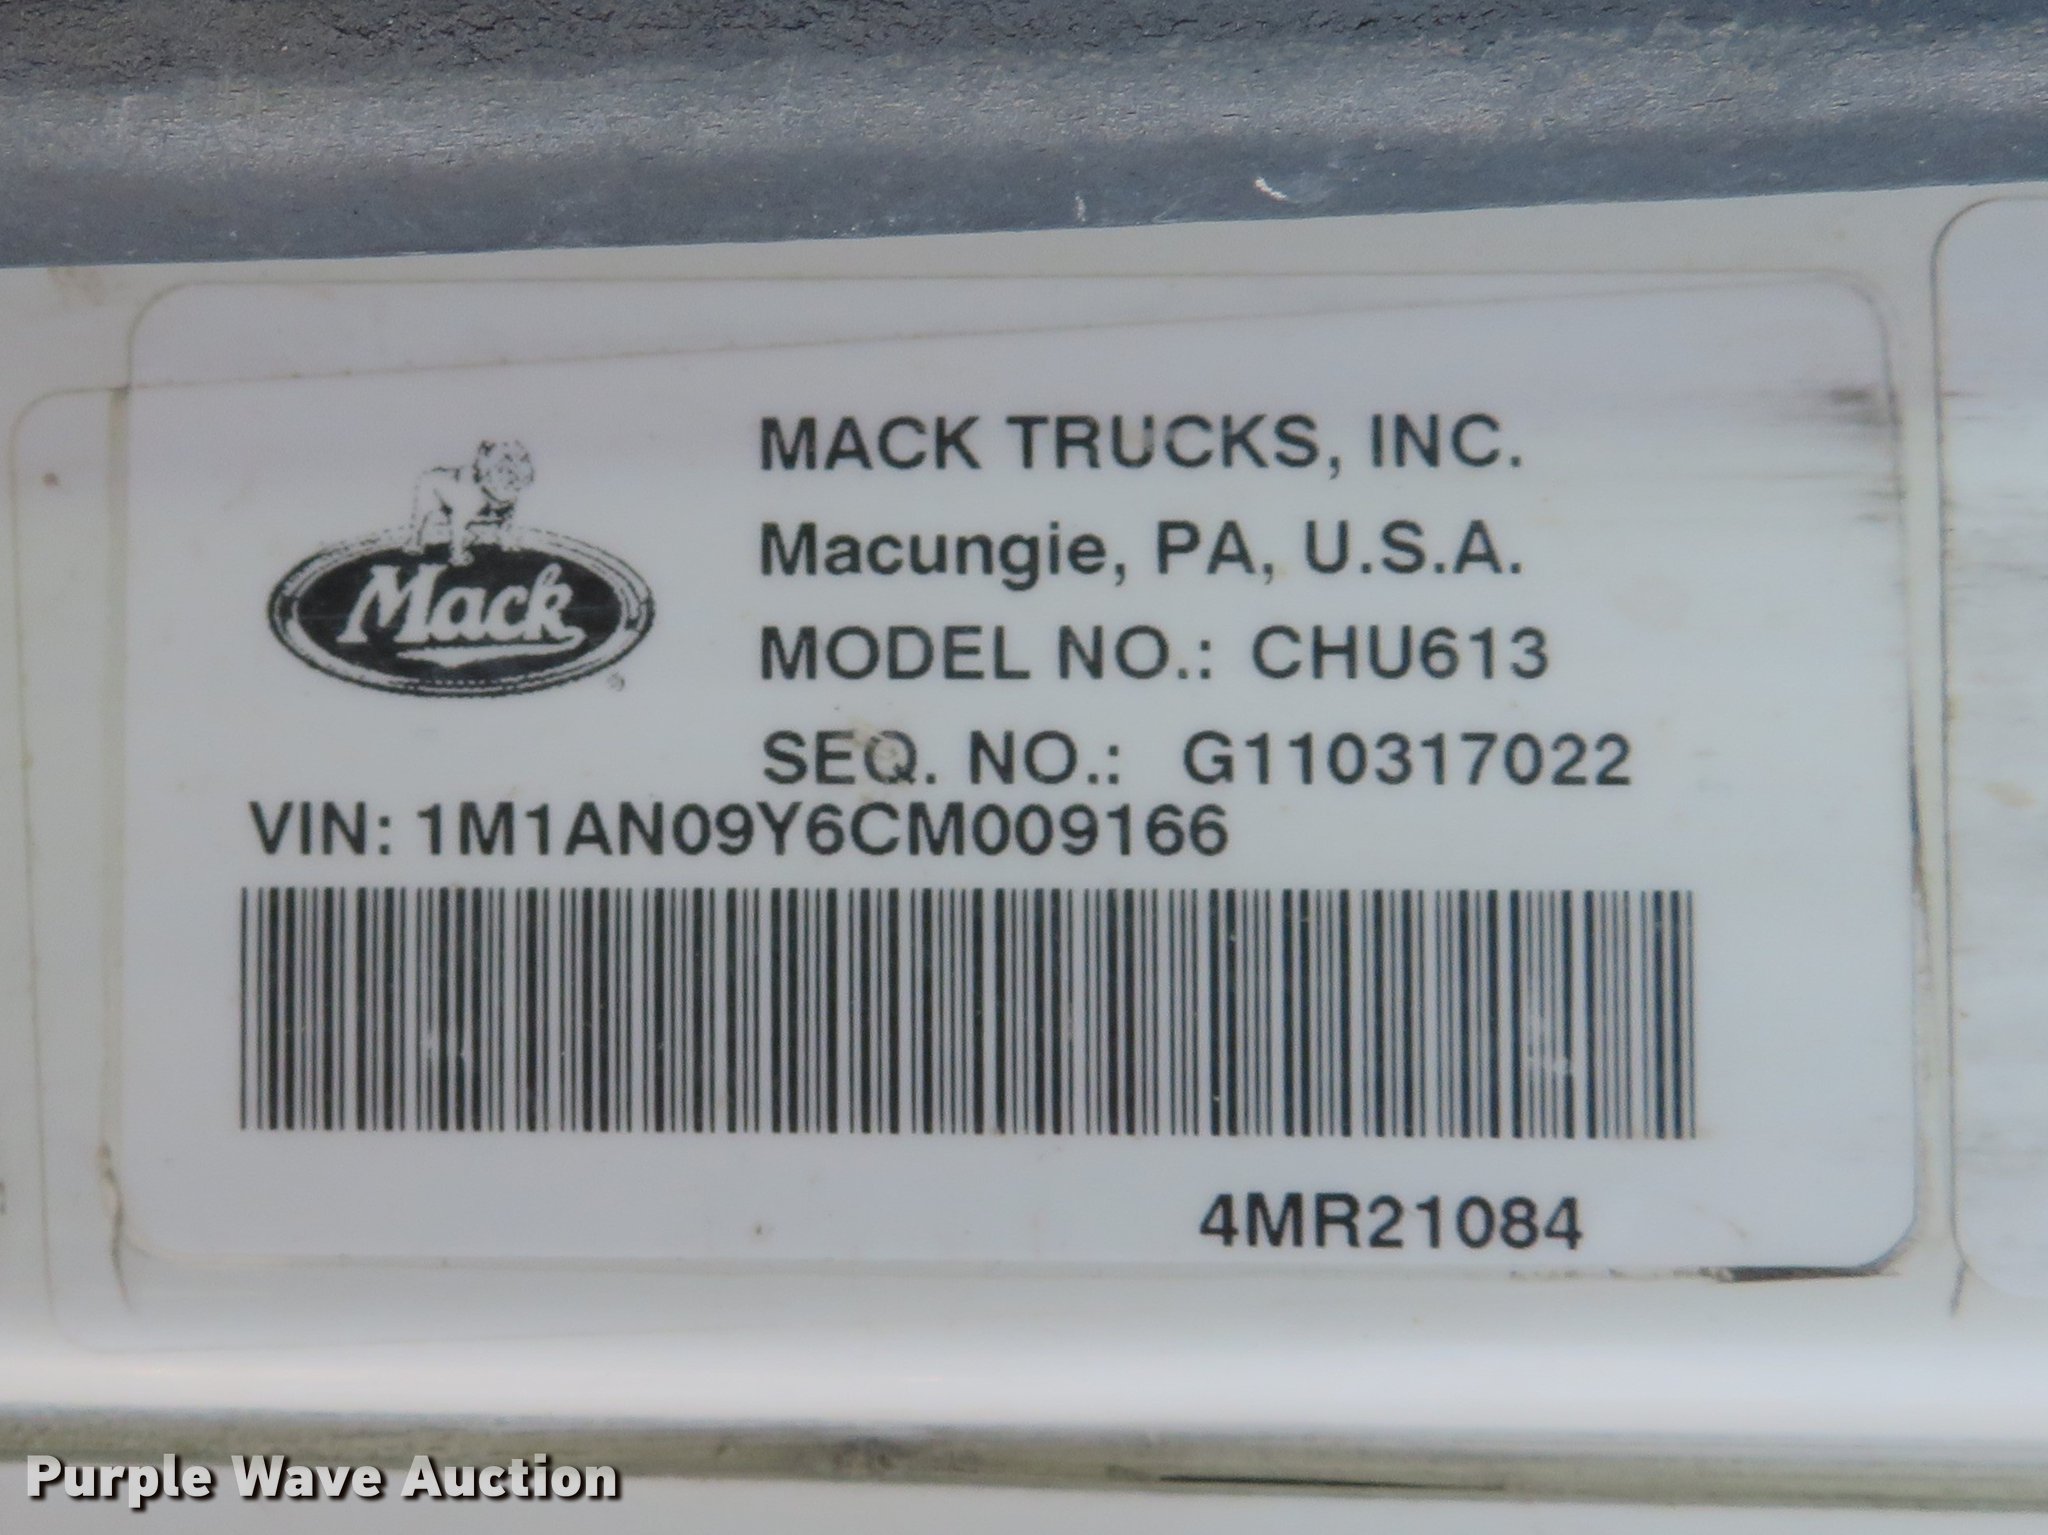 MACK TRUCKS, INC.
Macungie, PA, U.S.A.
Mack
®
MODEL NO.: CHU613
SEQ. NO.: G110317022
VIN: 1M1AN09Y6CM009166
4MR21084
Purple Wave Auction